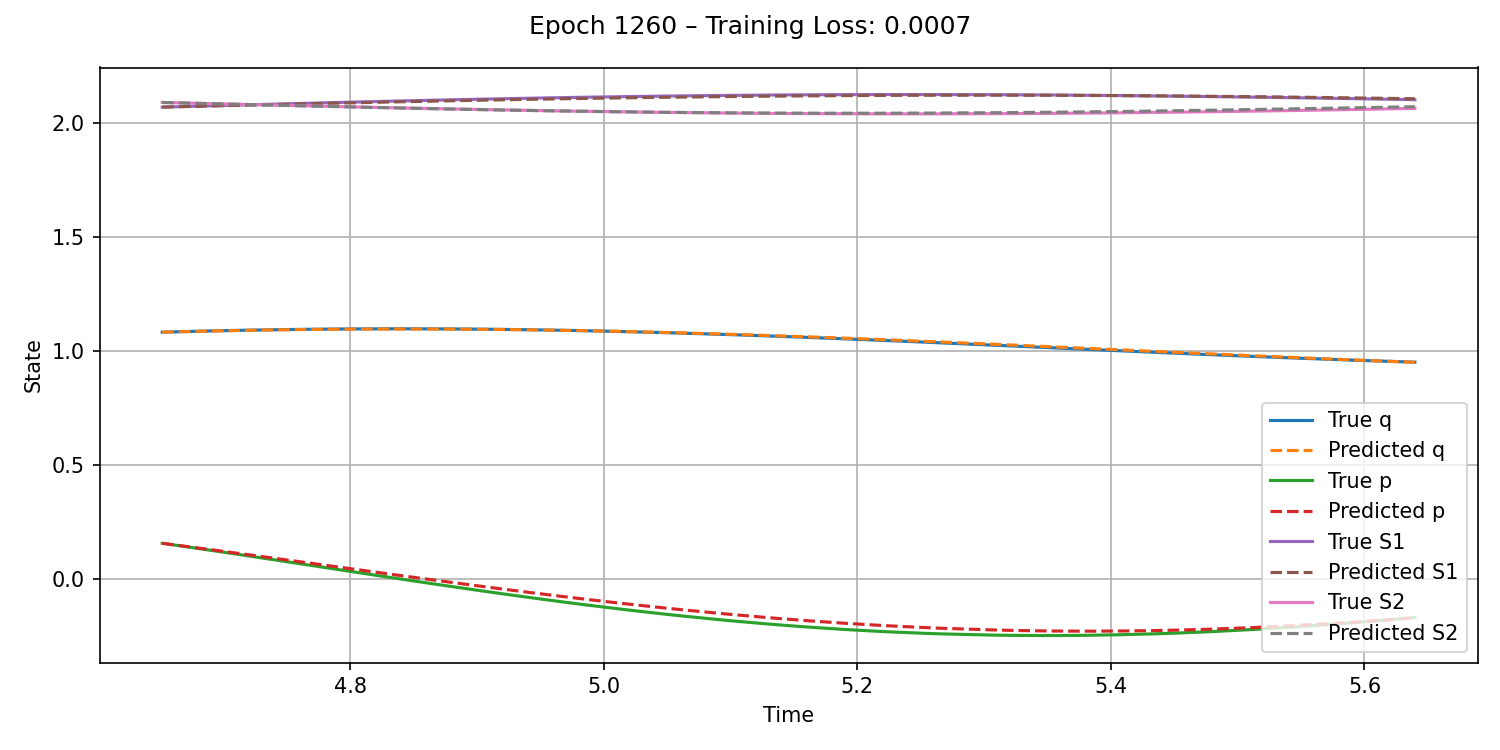 Epoch 1260 – Training Loss: 0.0007
State
2.0
1.5
1.0
0.5
0.0
True q
Predicted q
True p
Predicted p
True S1
Predicted S1
True S2
Predicted S2
4.8 5.0 5.2 5.4 5.6
Time